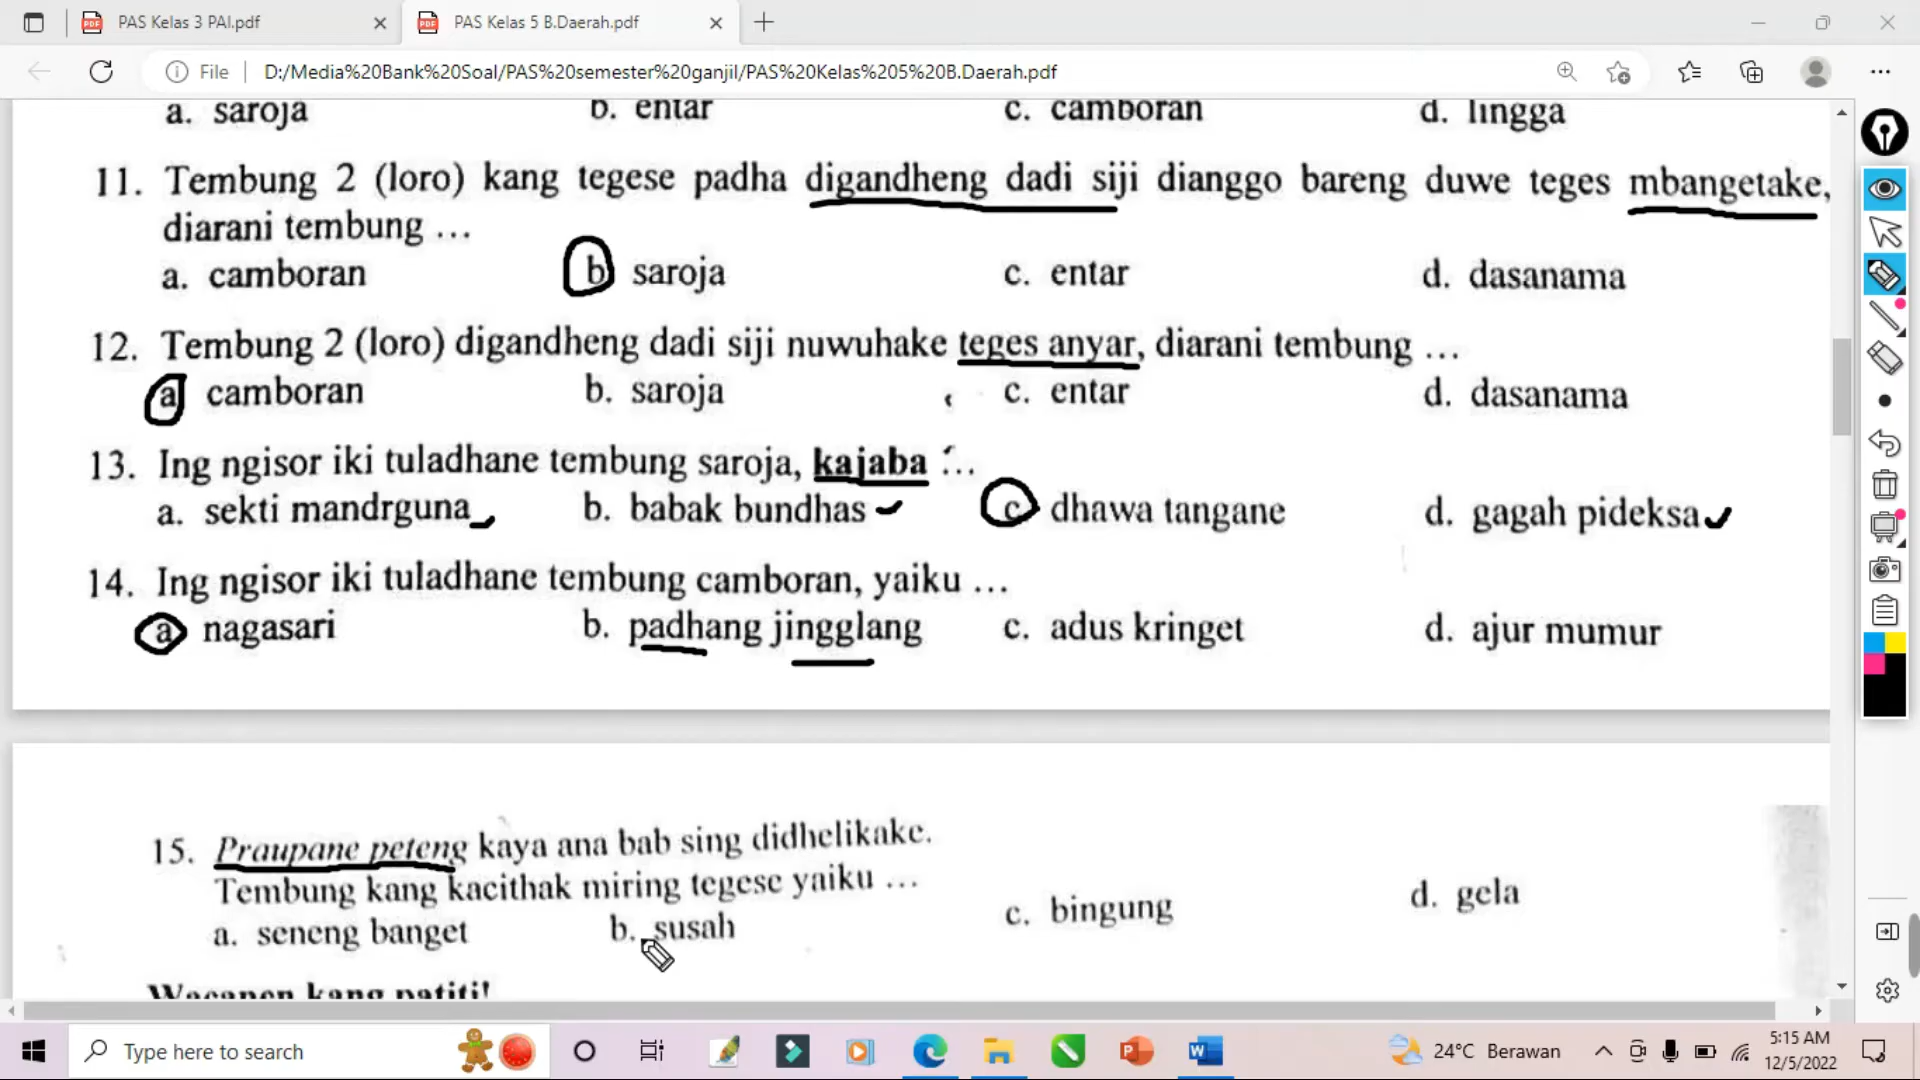 PAS Kelas 3 PAI.pdf
PAS Kelas 5 B.Daerah.pdf
File D:/Media%20Bank%20Soal/PAS%20semester%20ganjil/PAS%20Kelas%205%20B.Daerah.pdf
a. saroja b. entar c. camboran d. lingga
11. Tembung 2 (loro) kang tegese padha digandheng dadi siji dianggo bareng duwe teges mbangetake,
diarani tembung ...
a. camboran b saroja c. entar d. dasanama
12. Tembung 2 (loro) digandheng dadi siji nuwuhake teges anyar, diarani tembung ...
a camboran b. saroja c. entar d. dasanama
13. Ing ngisor iki tuladhane tembung saroja, kajaba ...
a. sekti mandrguna b. babak bundhas c dhawa tangane d. gagah pideksa
14. Ing ngisor iki tuladhane tembung camboran, yaiku ...
a nagasari b. padhang jingglang c. adus kringet d. ajur mumur
15. Praupane peteng kaya ana bab sing didhelikake.
Tembung kang kacithak miring tegese yaiku ...
a. seneng banget b. susah c. bingung d. gela
Wacanen kang patiti!
Type here to search
24°C Berawan
5:15 AM
12/5/2022